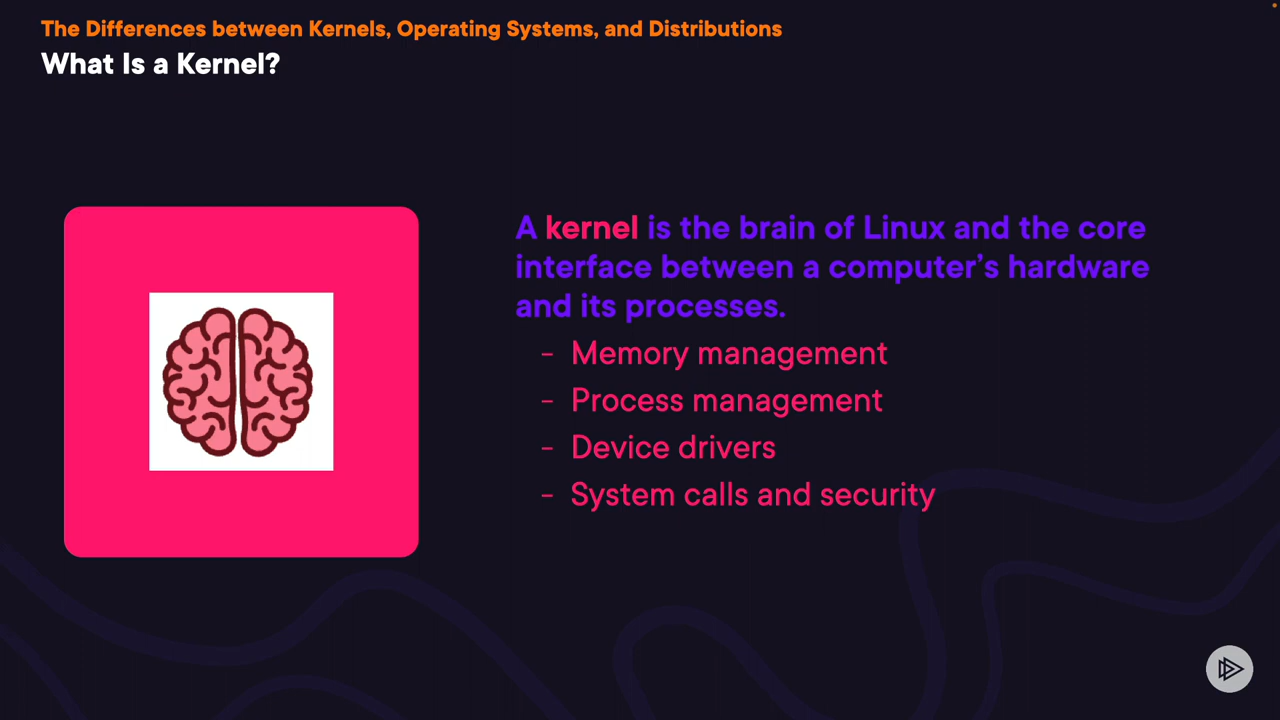 The Differences between Kernels, Operating Systems, and Distributions
What Is a Kernel?
A kernel is the brain of Linux and the core
interface between a computer’s hardware
and its processes.
- Memory management
- Process management
- Device drivers
- System calls and security